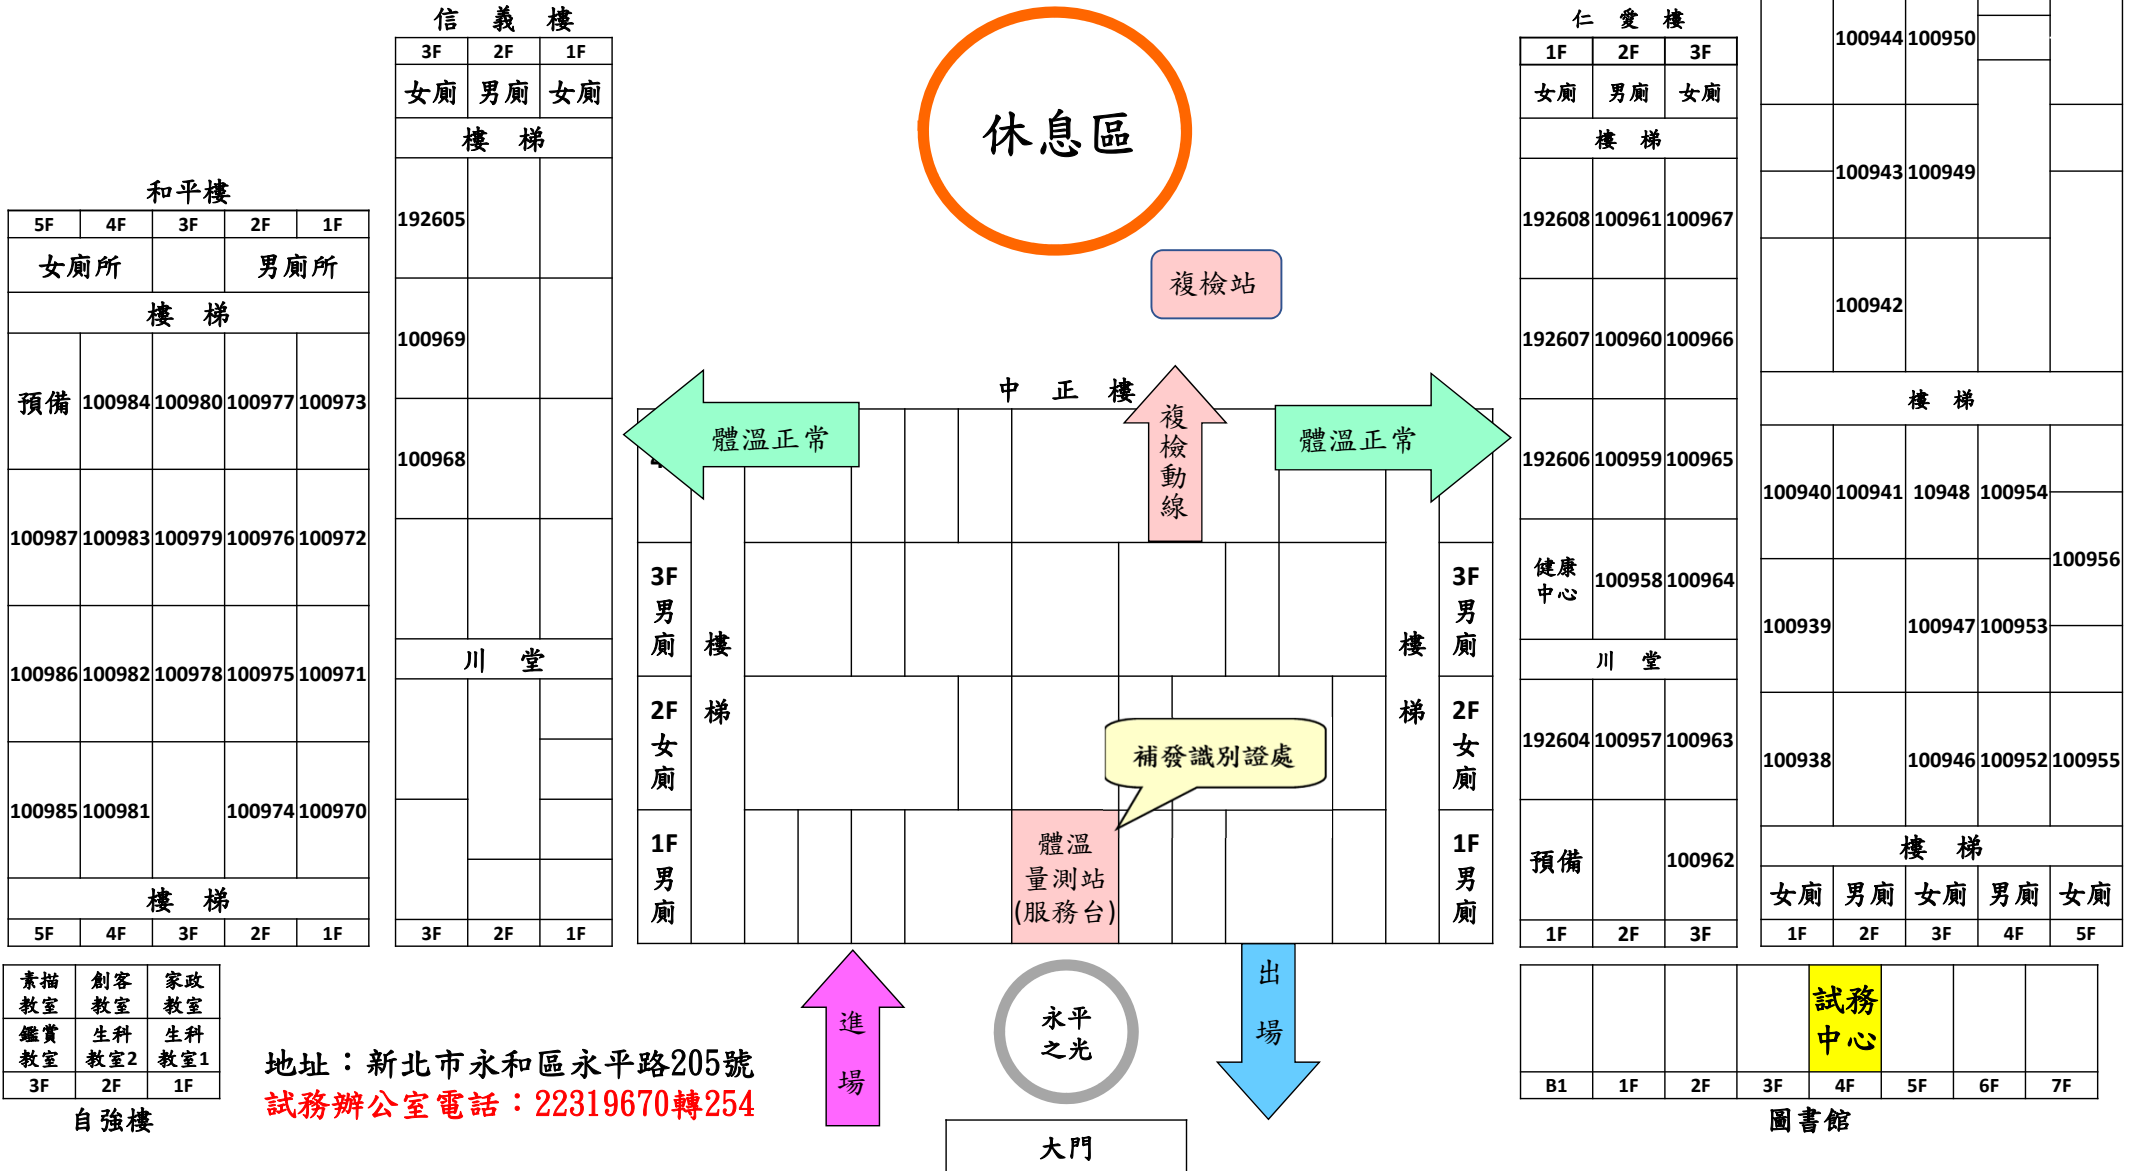 信 義 樓
3F 2F 1F
女廁 男廁 女廁
樓 梯
192605
100969
100968
川 堂
3F 2F 1F
和平樓
5F 4F 3F 2F 1F
女廁所 男廁所
樓 梯
預備 100984 100980 100977 100973
100987 100983 100979 100976 100972
100986 100982 100978 100975 100971
100985 100981 100974 100970
樓 梯
5F 4F 3F 2F 1F
素描教室 創客教室 家政教室
鑑賞教室 生科教室2 生科教室1
3F 2F 1F
自強樓
地址：新北市永和區永平路205號
試務辦公室電話：22319670轉254
休息區
複檢站
中 正 樓
體溫正常
複檢動線
體溫正常
3F男廁
2F女廁
1F男廁
樓梯
樓梯
3F男廁
2F女廁
1F男廁
補發識別證處
體溫
量測站
(服務台)
進場
永平
之光
出場
大門
仁 愛 樓
1F 2F 3F
女廁 男廁 女廁
樓 梯
192608 100961 100967
192607 100960 100966
192606 100959 100965
健康中心 100958 100964
川 堂
192604 100957 100963
預備 100962
1F 2F 3F
100944 100950
100943 100949
100942
樓 梯
100940 100941 10948 100954
100956
100939 100947 100953
100938 100946 100952 100955
樓 梯
女廁 男廁 女廁 男廁 女廁
1F 2F 3F 4F 5F
試務
中心
B1 1F 2F 3F 4F 5F 6F 7F
圖書館